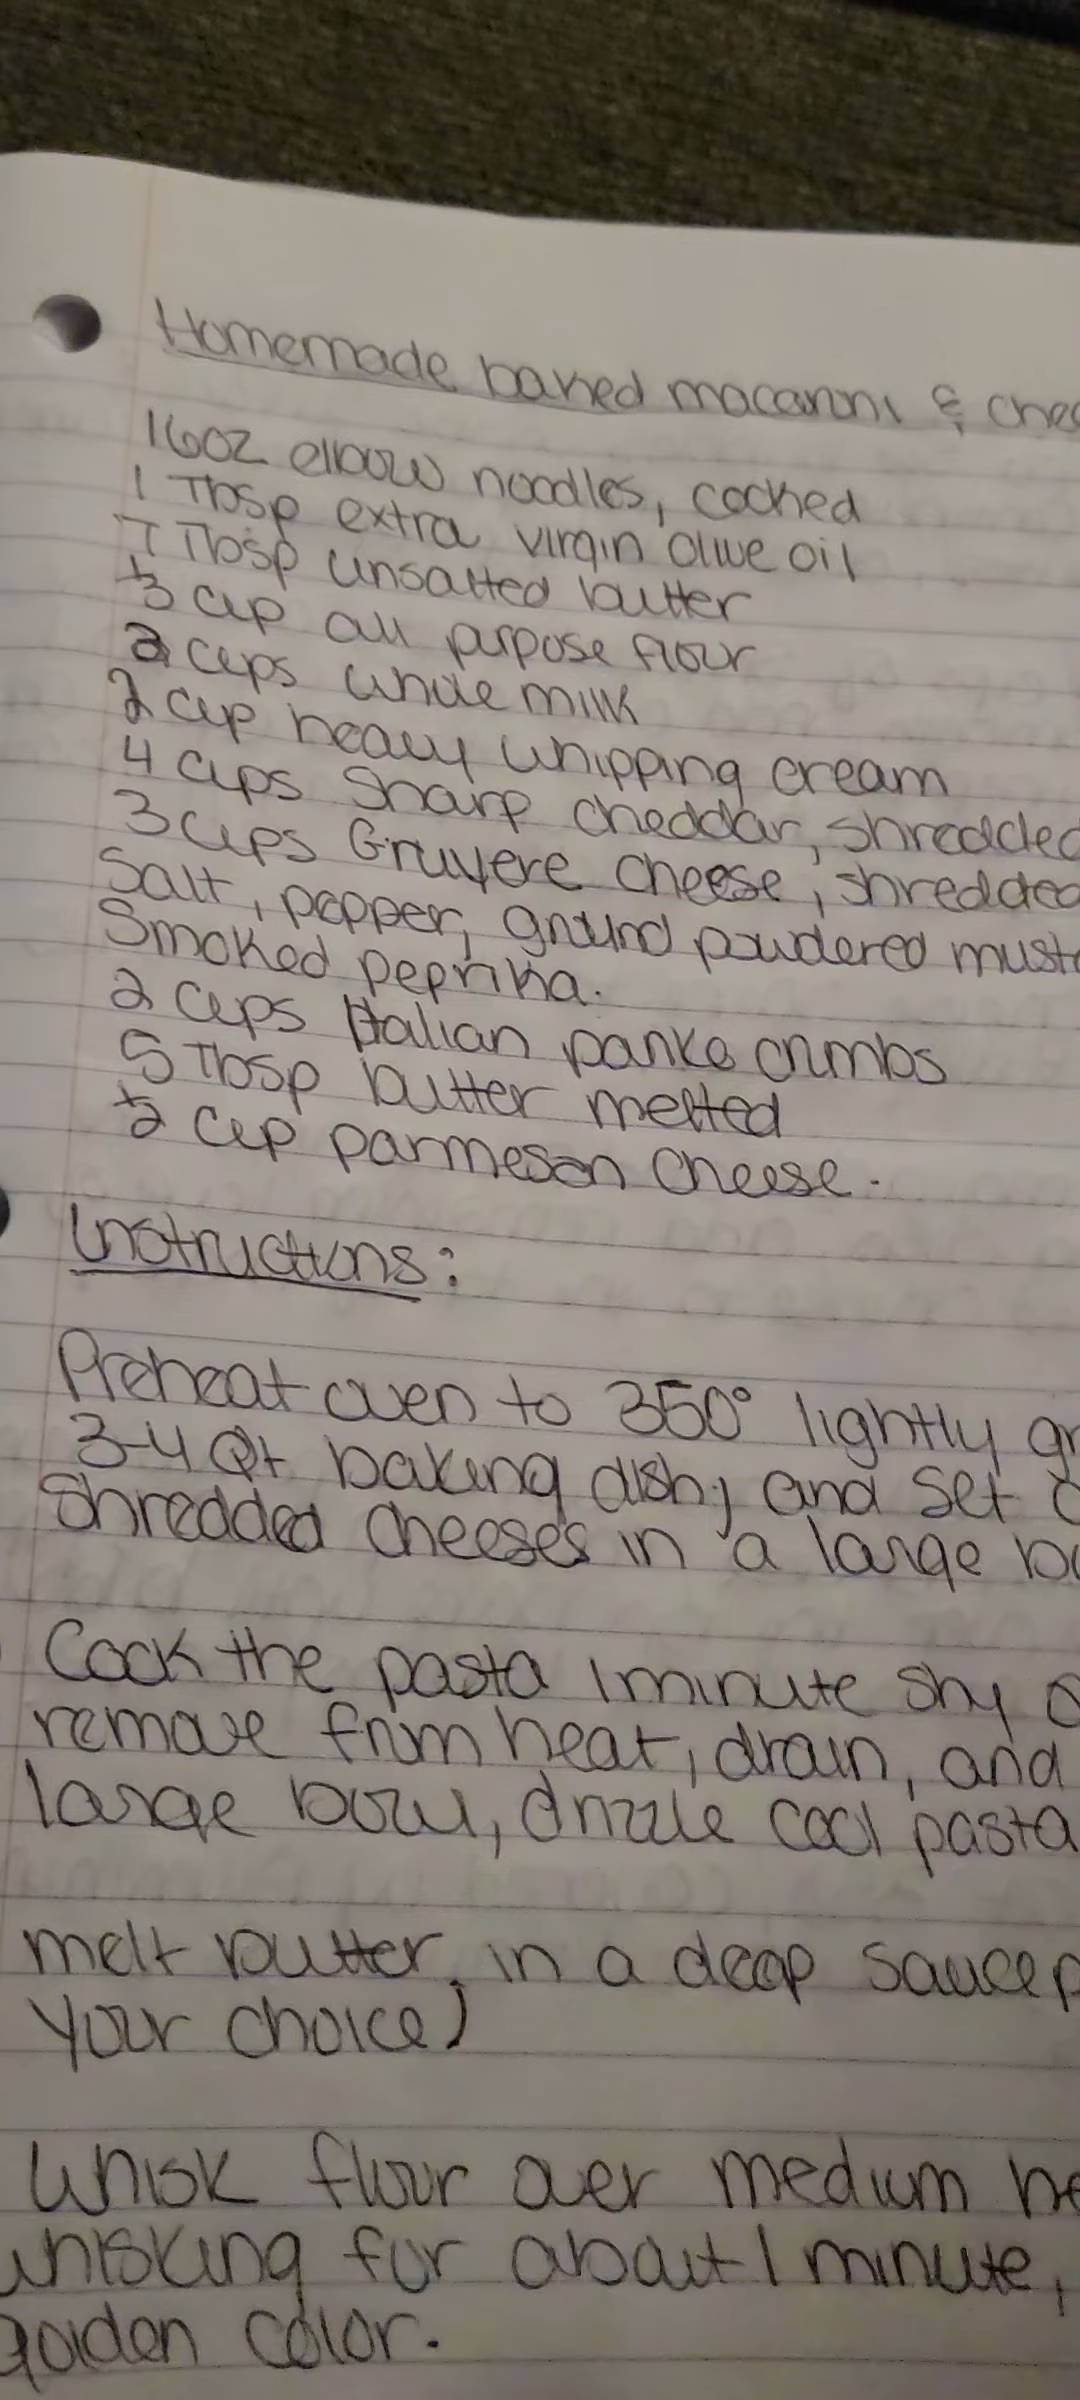 Homemade baked macaroni & chee
16oz elbow noodles, cooked
1 Tbsp extra virgin olive oil
7 Tbsp unsalted butter
1/3 cup all purpose flour
2 cups whole milk
2 cup heavy whipping cream
4 cups Sharp cheddar, shredded
3 cups Gruyere cheese, shredded
Salt, pepper, ground powdered must
Smoked peprika.
2 cups Italian panko crumbs
5 Tbsp butter melted
1/2 cup parmeson cheese.
Instructions:
Preheat oven to 350° lightly gr
3-4 Qt baking dish, and set
Shredded cheeses in a large bo
Cook the pasta 1 minute shy o
remove from heat, drain, and
large bowl, drizzle cool pasta
melt butter, in a deep saucep
your choice)
Whisk flour over medium he
whisking for about 1 minute,
golden color.